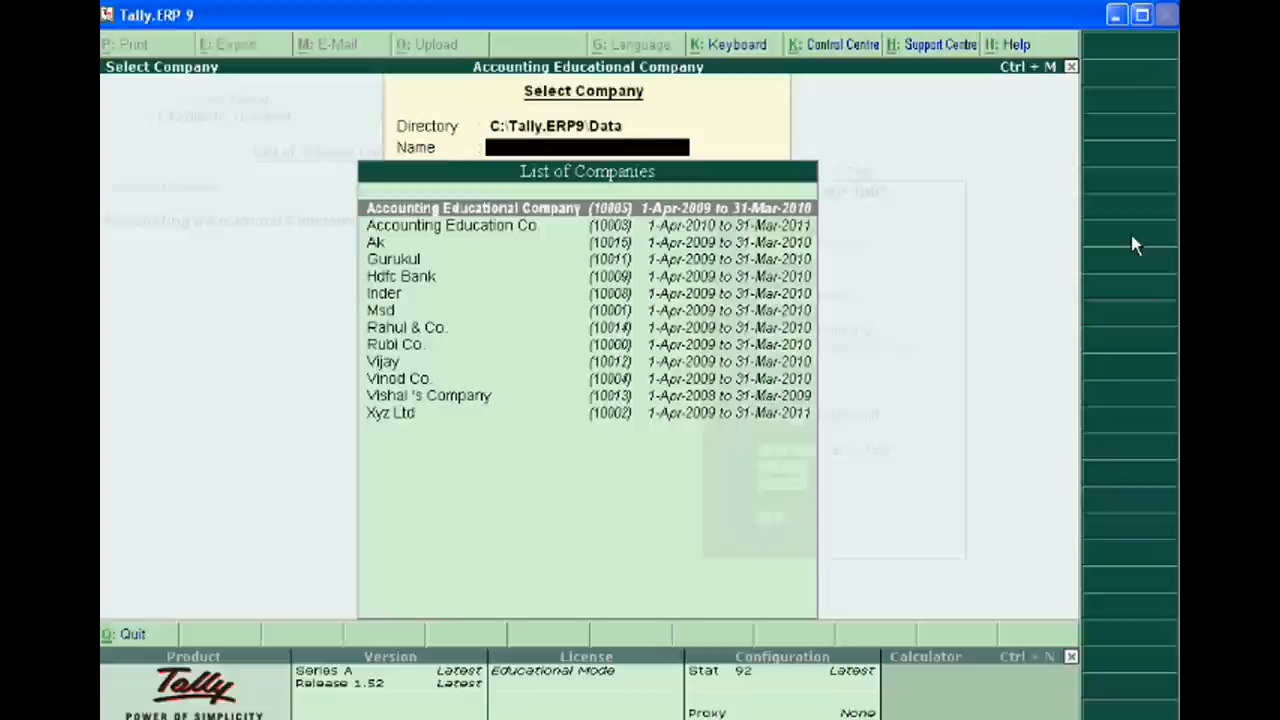 Tally.ERP 9
P: Print E: Export M: E-Mail O: Upload G: Language K: Keyboard K: Control Centre H: Support Centre H: Help
Select Company Accounting Educational Company Ctrl + M
Select Company
Directory C:\Tally.ERP9\Data
Name :
List of Companies
Accounting Educational Company (10005) 1-Apr-2009 to 31-Mar-2010
Accounting Education Co (10003) 1-Apr-2010 to 31-Mar-2011
Ak (10015) 1-Apr-2009 to 31-Mar-2010
Gurukul (10011) 1-Apr-2009 to 31-Mar-2010
Hdfc Bank (10009) 1-Apr-2009 to 31-Mar-2010
Inder (10008) 1-Apr-2009 to 31-Mar-2010
Msd (10001) 1-Apr-2009 to 31-Mar-2010
Rahul & Co. (10014) 1-Apr-2009 to 31-Mar-2010
Rubi Co. (10000) 1-Apr-2009 to 31-Mar-2010
Vijay (10012) 1-Apr-2009 to 31-Mar-2010
Vinod Co. (10004) 1-Apr-2009 to 31-Mar-2010
Vishal 's Company (10013) 1-Apr-2008 to 31-Mar-2009
Xyz Ltd (10002) 1-Apr-2009 to 31-Mar-2011
Q: Quit
Product Version License Configuration Calculator Ctrl + N
Tally Series A Latest Educational Mode Stat 92 Latest
Release 1.52 Latest
POWER OF SIMPLICITY Proxy None